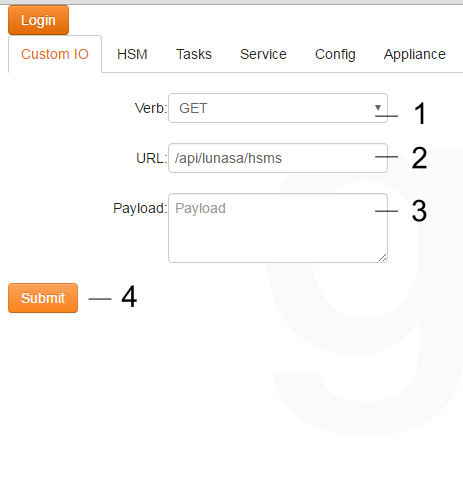 Login
Custom IO HSM Tasks Service Config Appliance
Verb: GET 1
URL: /api/lunasa/hsms 2
Payload: Payload 3
Submit 4
g